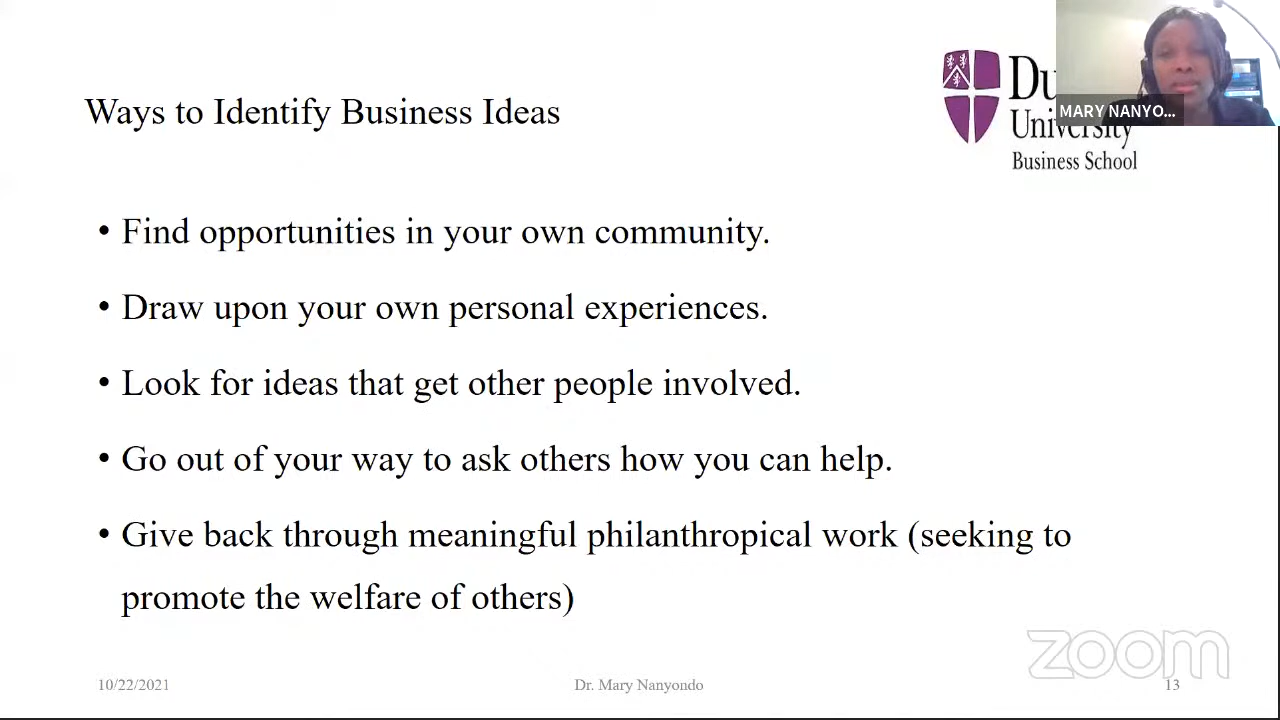 Ways to Identify Business Ideas
Du
University
Business School
MARY NANYO...
• Find opportunities in your own community.
• Draw upon your own personal experiences.
• Look for ideas that get other people involved.
• Go out of your way to ask others how you can help.
• Give back through meaningful philanthropical work (seeking to
promote the welfare of others)
zoom
10/22/2021
Dr. Mary Nanyondo
13